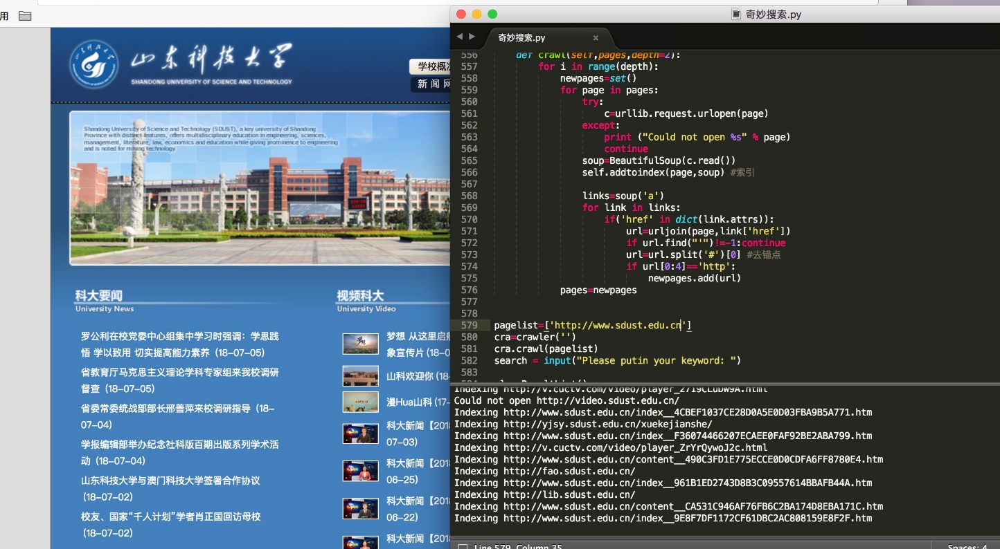 用
山东科技大学
SHANDONG UNIVERSITY OF SCIENCE AND TECHNOLOGY
学校概况
新 闻 网
Shandong University of Science and Technology (SDUST), a key university of Shandong
Province with distinct features, offers multidisciplinary education in engineering, sciences,
management, literature, law, economics and education while giving prominence to engineering
and is noted for mining technology.
科大要闻
University News
罗公利在校党委中心组集中学习时强调：学思践
悟 学以致用 切实提高能力素养（18-07-05）
省教育厅马克思主义理论学科专家组来我校调研
督查（18-07-05）
省委常委统战部部长邢善萍来校调研指导（18-
07-04）
学报编辑部举办纪念社科版百期出版系列学术活
动（18-07-04）
山东科技大学与澳门科技大学签署合作协议
（18-07-02）
校友、国家“千人计划”学者肖正国回访母校
（18-07-02）
视频科大
University Video
梦想 从这里启航
象宣传片 (18-0
山科欢迎你 (18-
漫Hua山科 (17-
科大新闻【2018
07-03）
科大新闻【2018
06-25）
科大新闻【2018
06-22）
科大新闻【2018
奇妙搜索.py
奇妙搜索.py ×
556 def crawl(self,pages,depth=2):
557 for i in range(depth):
558 newpages=set()
559 for page in pages:
560 try:
561 c=urllib.request.urlopen(page)
562 except:
563 print ("Could not open %s" % page)
564 continue
565 soup=BeautifulSoup(c.read())
566 self.addtoindex(page,soup) #索引
567
568 links=soup('a')
569 for link in links:
570 if('href' in dict(link.attrs)):
571 url=urljoin(page,link['href'])
572 if url.find("'")!=-1:continue
573 url=url.split('#')[0] #去锚点
574 if url[0:4]=='http':
575 newpages.add(url)
576 pages=newpages
577
578
579 pagelist=['http://www.sdust.edu.cn']
580 cra=crawler('')
581 cra.crawl(pagelist)
582 search = input("Please putin your keyword: ")
583
Indexing http://v.cuctv.com/video/player_2719CLubW9A.html
Could not open http://video.sdust.edu.cn/
Indexing http://www.sdust.edu.cn/index__4CBEF1037CE28D0A5E0D03FBA9B5A771.htm
Indexing http://yjsy.sdust.edu.cn/xuekejianshe/
Indexing http://www.sdust.edu.cn/index__F36074466207ECAEE0FAF92BE2ABA799.htm
Indexing http://v.cuctv.com/video/player_ZrYrQywoJ2c.html
Indexing http://www.sdust.edu.cn/content__490C3FD1E775ECCE0D0CDFA6FF8780E4.htm
Indexing http://fao.sdust.edu.cn/
Indexing http://www.sdust.edu.cn/index__961B1ED2743D8B3C09557614BBAFB44A.htm
Indexing http://lib.sdust.edu.cn/
Indexing http://www.sdust.edu.cn/content__CA531C946AF76FB6C2BA174D8EBA171C.htm
Indexing http://www.sdust.edu.cn/index__9E8F7DF1172CF61DBC2AC808159E8F2F.htm
Line 579, Column 35
Spaces: 4